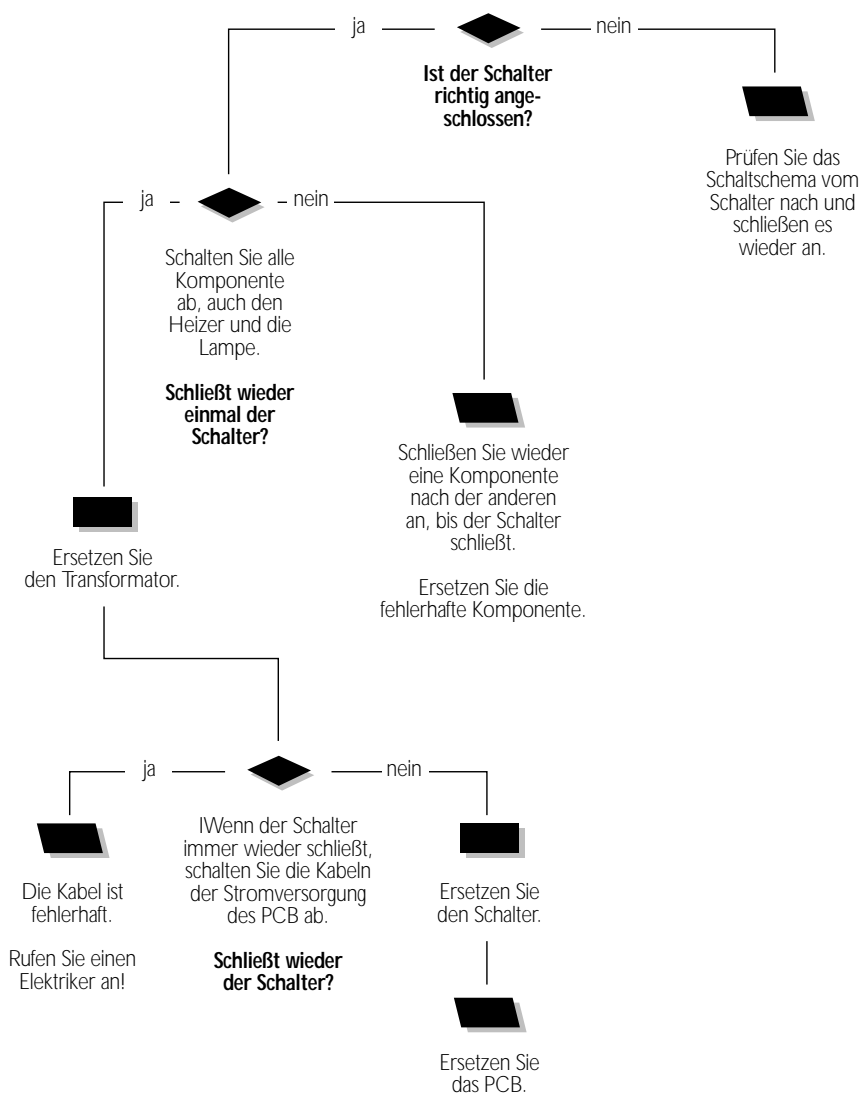 ja
nein
Ist der Schalter
richtig ange-
schlossen?
Prüfen Sie das
Schaltschema vom
Schalter nach und
schließen es
wieder an.
ja
nein
Schalten Sie alle
Komponente
ab, auch den
Heizer und die
Lampe.
Schließt wieder
einmal der
Schalter?
Schließen Sie wieder
eine Komponente
nach der anderen
an, bis der Schalter
schließt.
Ersetzen Sie die
fehlerhafte Komponente.
Ersetzen Sie
den Transformator.
ja
nein
IWenn der Schalter
immer wieder schließt,
schalten Sie die Kabeln
der Stromversorgung
des PCB ab.
Schließt wieder
der Schalter?
Die Kabel ist
fehlerhaft.
Rufen Sie einen
Elektriker an!
Ersetzen Sie
den Schalter.
Ersetzen Sie
das PCB.